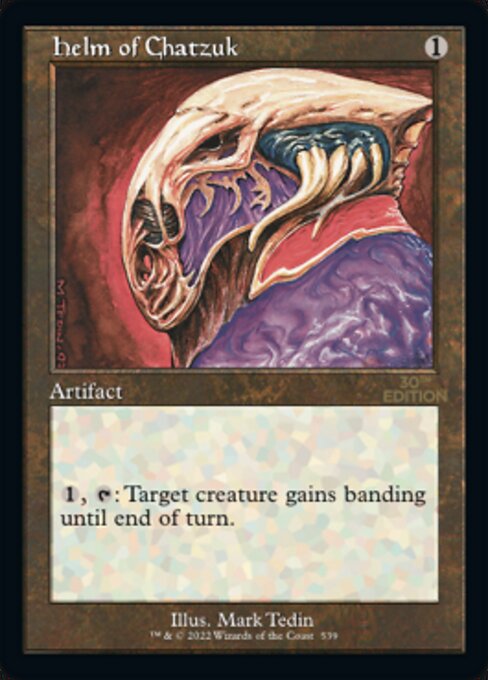 Helm of Chatzuk 1
30TH EDITION
Artifact
1, T: Target creature gains banding
until end of turn.
Illus. Mark Tedin
™ & © 2022 Wizards of the Coast 539